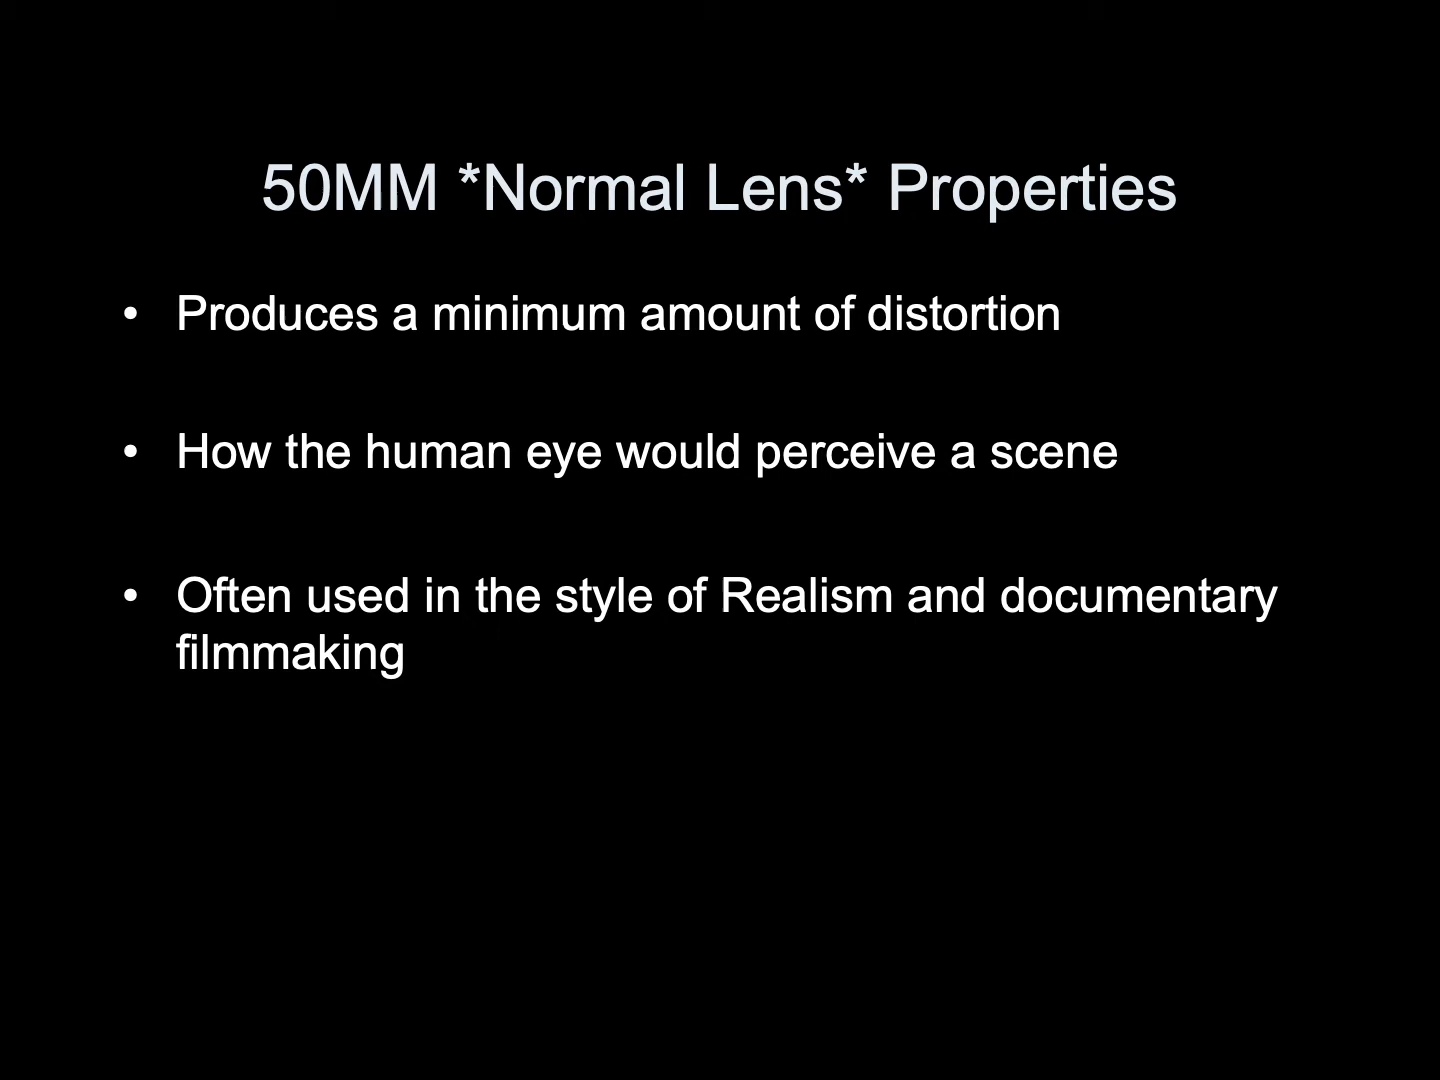 50MM *Normal Lens* Properties
• Produces a minimum amount of distortion
• How the human eye would perceive a scene
• Often used in the style of Realism and documentary
filmmaking